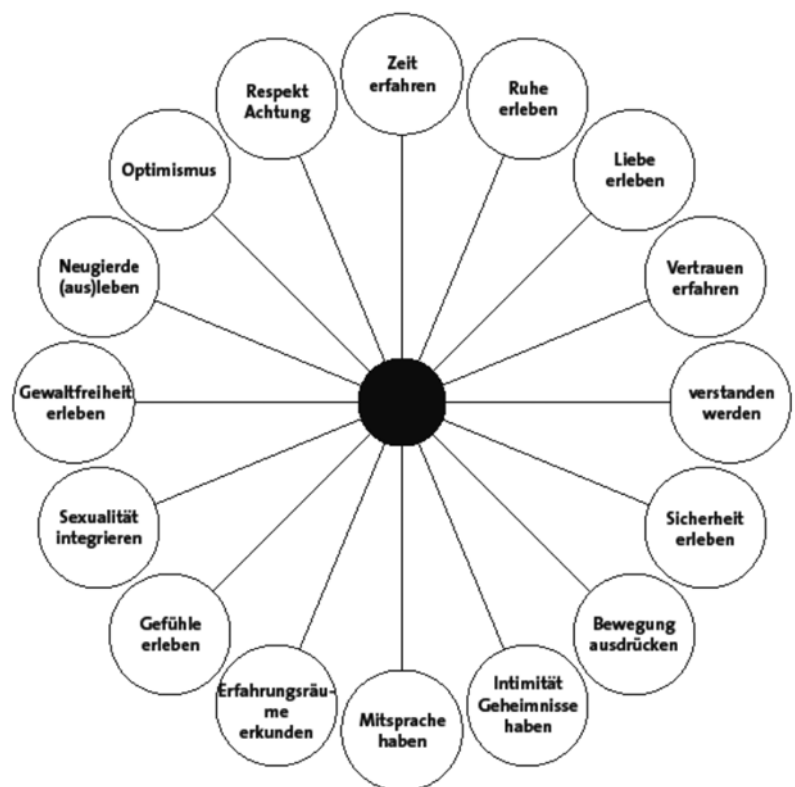 Zeit
erfahren
Ruhe
erleben
Liebe
erleben
Vertrauen
erfahren
verstanden
werden
Sicherheit
erleben
Bewegung
ausdrücken
Intimität
Geheimnisse
haben
Mitsprache
haben
Erfahrungsräu-
me
erkunden
Gefühle
erleben
Sexualität
integrieren
Gewaltfreiheit
erleben
Neugierde
(aus)leben
Optimismus
Respekt
Achtung